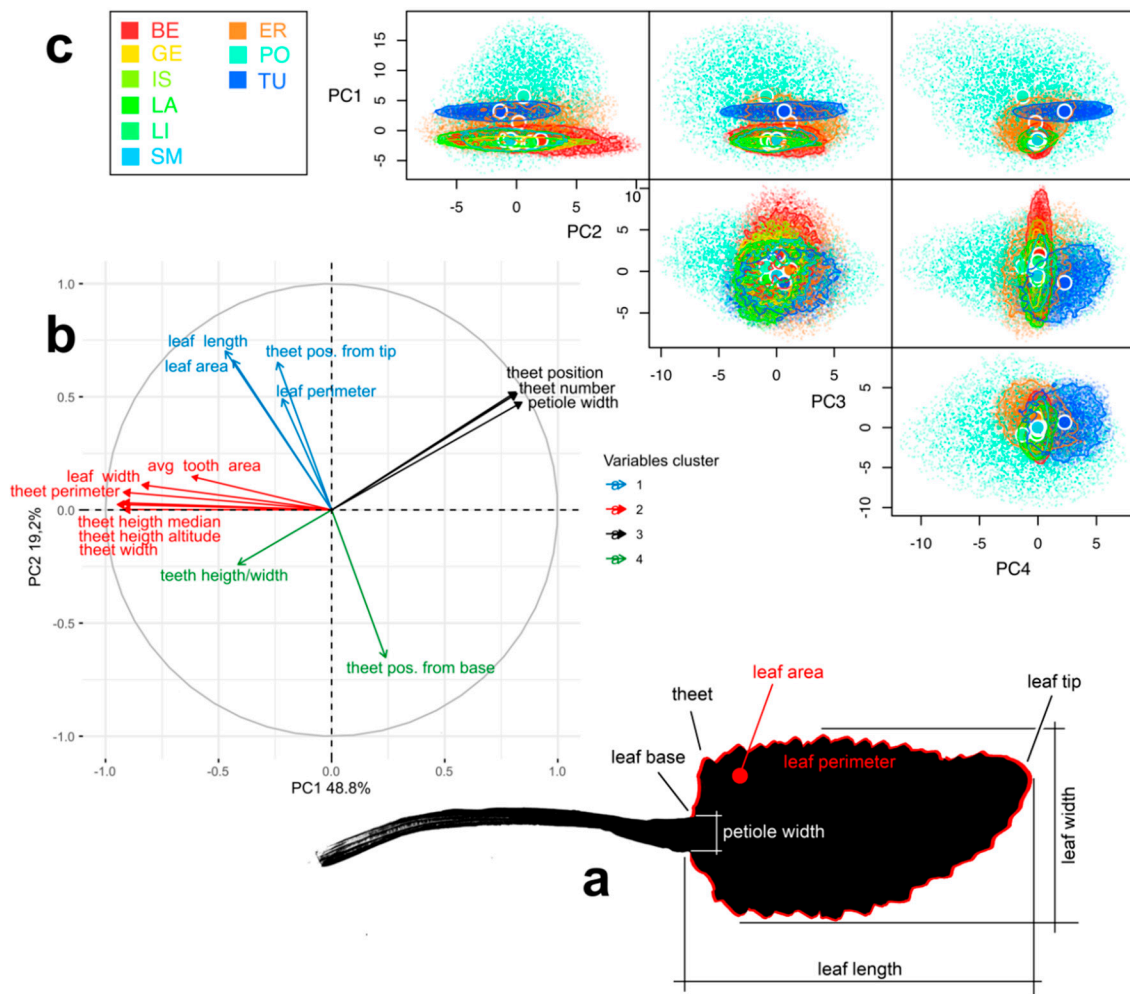 c
BE
GE
IS
LA
LI
SM
ER
PO
TU
PC1
15
10
5
0
-5
-5
0
5
10
PC2
5
0
-5
-10
-5
0
5
PC3
5
0
-5
-10
-10
-5
0
5
PC4
b
1.0
0.5
0.0
-0.5
-1.0
PC2 19,2%
leaf length
leaf area
theet pos. from tip
leaf perimeter
theet position
theet number
petiole width
avg tooth area
leaf width
theet perimeter
theet heigth median
theet heigth altitude
theet width
teeth heigth/width
theet pos. from base
-1.0
-0.5
0.0
0.5
1.0
PC1 48.8%
Variables cluster
1
2
3
4
leaf area
theet
leaf tip
leaf base
leaf perimeter
petiole width
leaf width
a
leaf length